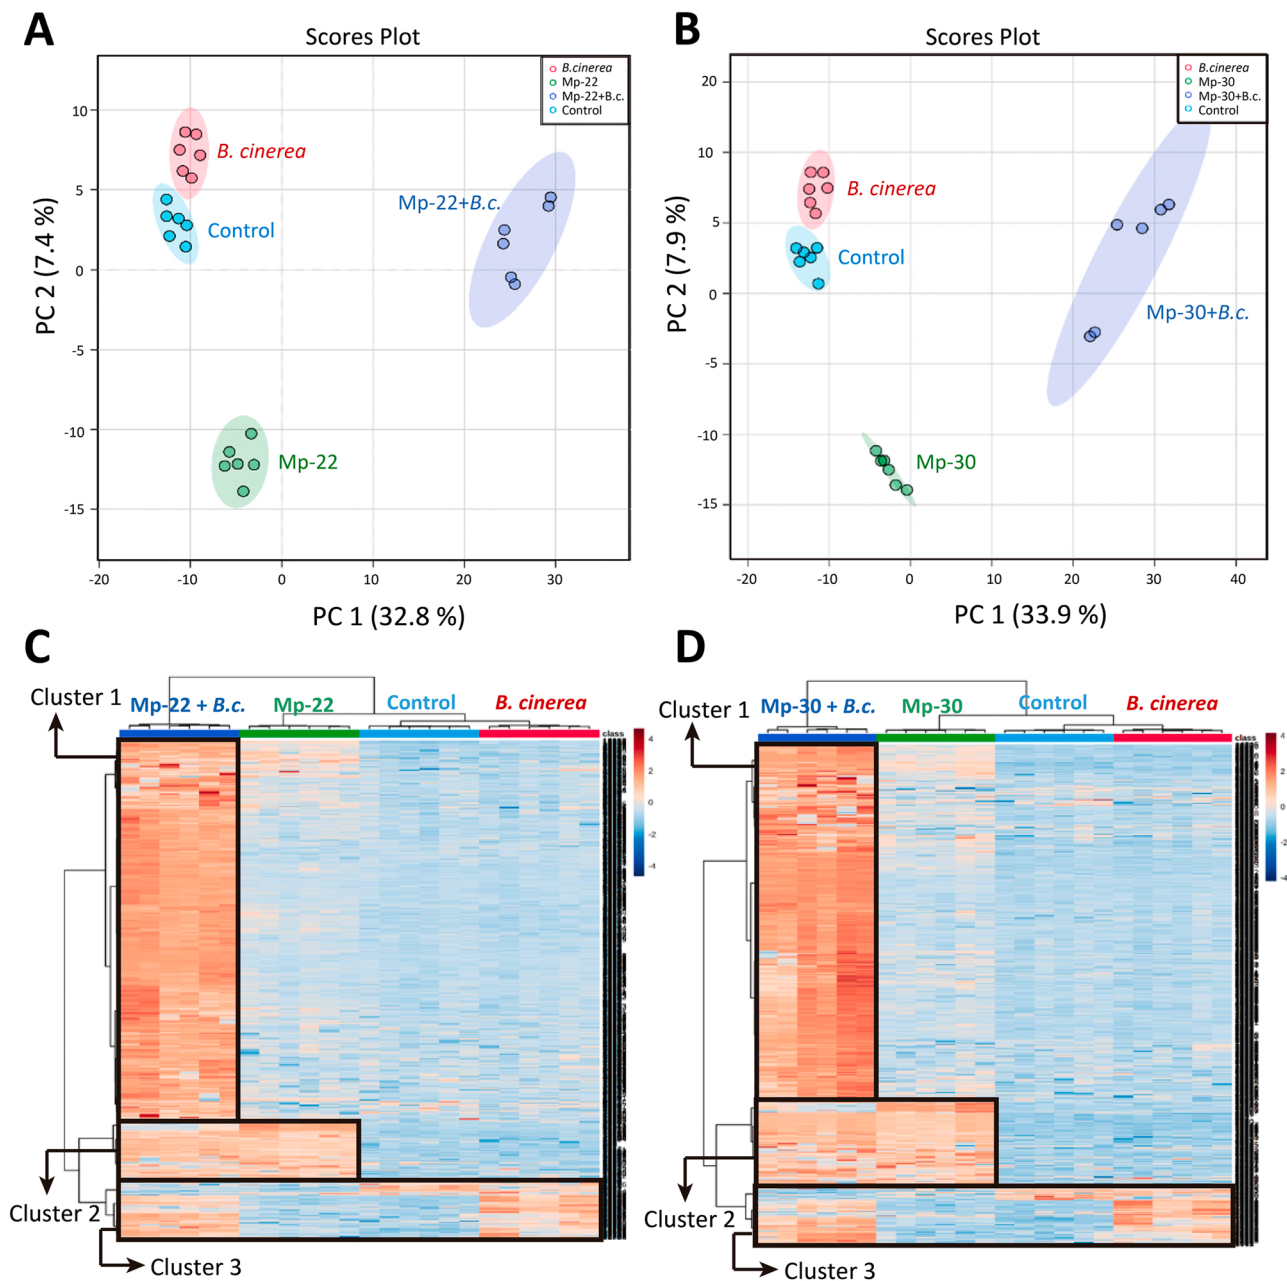 A
Scores Plot
B.cinerea
Mp-22
Mp-22+B.c.
Control
B. cinerea
Control
Mp-22+B.c.
Mp-22
10
5
0
-5
-10
-15
PC 2 (7.4 %)
-20 -10 0 10 20 30
PC 1 (32.8 %)
B
Scores Plot
B.cinerea
Mp-30
Mp-30+B.c.
Control
B. cinerea
Control
Mp-30+B.c.
Mp-30
20
10
5
0
-5
-10
-15
PC 2 (7.9 %)
-20 -10 0 10 20 30 40
PC 1 (33.9 %)
C
Cluster 1
Mp-22 + B.c. Mp-22 Control B. cinerea
class
4
2
0
-2
-4
Cluster 2
Cluster 3
D
Cluster 1
Mp-30 + B.c. Mp-30 Control B. cinerea
class
4
2
0
-2
-4
Cluster 2
Cluster 3